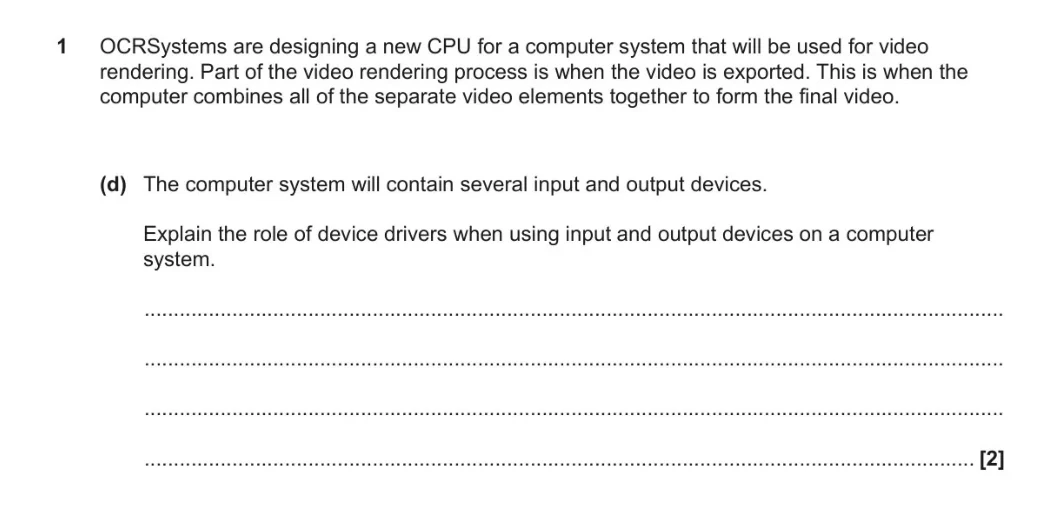 1 OCRSystems are designing a new CPU for a computer system that will be used for video
rendering. Part of the video rendering process is when the video is exported. This is when the
computer combines all of the separate video elements together to form the final video.
(d) The computer system will contain several input and output devices.
Explain the role of device drivers when using input and output devices on a computer
system.
[2]